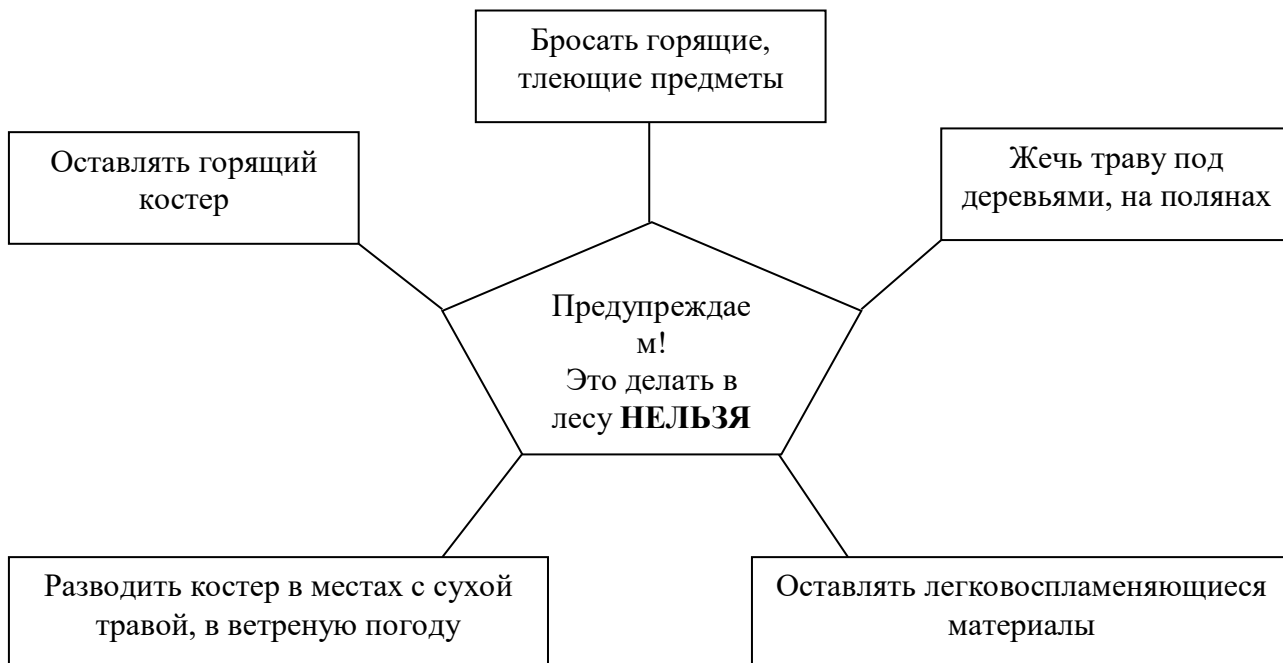 Бросать горящие,
тлеющие предметы
Оставлять горящий
костер
Жечь траву под
деревьями, на полянах
Предупреждае
м!
Это делать в
лесу НЕЛЬЗЯ
Разводить костер в местах с сухой
травой, в ветреную погоду
Оставлять легковоспламеняющиеся
материалы